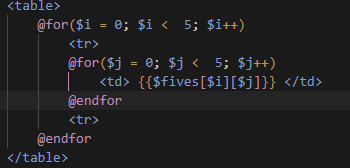 <table>
@for($i = 0; $i < 5; $i++)
<tr>
@for($j = 0; $j < 5; $j++)
<td> {{$fives[$i][$j]}}} </td>
@endfor
<tr>
@endfor
</table>